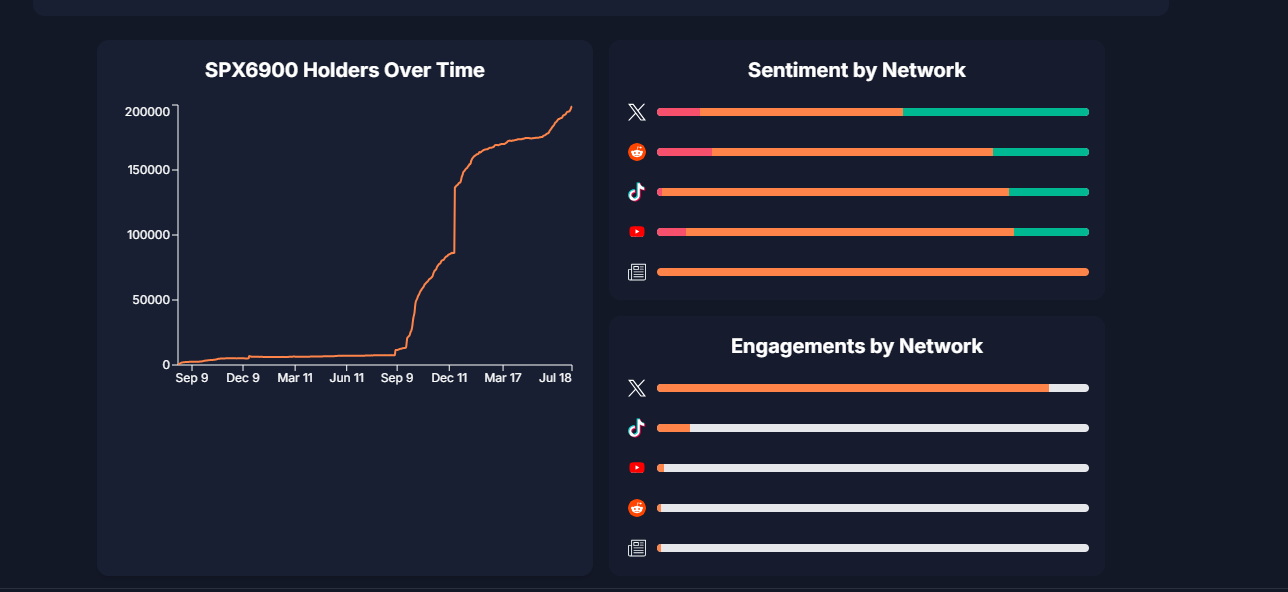 SPX6900 Holders Over Time
200000
150000
100000
50000
0
Sep 9 Dec 9 Mar 11 Jun 11 Sep 9 Dec 11 Mar 17 Jul 18
Sentiment by Network
Engagements by Network